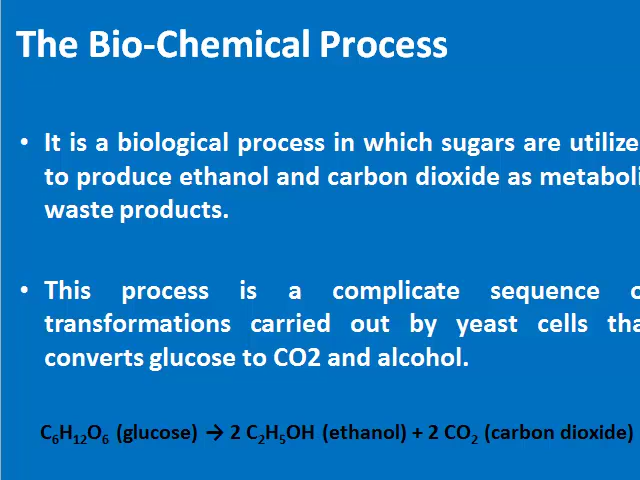 The Bio-Chemical Process
• It is a biological process in which sugars are utilize
to produce ethanol and carbon dioxide as metaboli
waste products.
• This process is a complicate sequence o
transformations carried out by yeast cells tha
converts glucose to CO2 and alcohol.
C₆H₁₂O₆ (glucose) → 2 C₂H₅OH (ethanol) + 2 CO₂ (carbon dioxide)